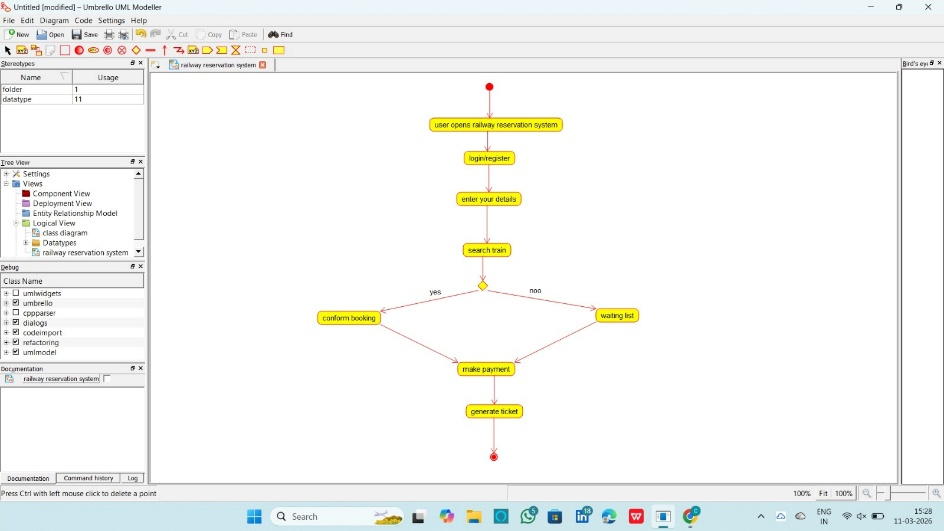 Untitled [modified] – Umbrello UML Modeller
File Edit Diagram Code Settings Help
New Open Save Cut Copy Paste Find
Stereotypes
Name Usage
folder 1
datatype 11
Tree View
Settings
Views
Component View
Deployment View
Entity Relationship Model
Logical View
class diagram
Datatypes
railway reservation system
Debug
Class Name
umlwidgets
umbrello
cppparser
dialogs
codeimport
refactoring
umlmodel
Documentation
railway reservation system
Documentation Command history Log
railway reservation system
user opens railway reservation system
login/register
enter your details
search train
yes
noo
conform booking
waiting list
make payment
generate ticket
Bird's eye
Press Ctrl with left mouse click to delete a point
100% Fit 100%
Search
ENG
IN
15:28
11-03-2026